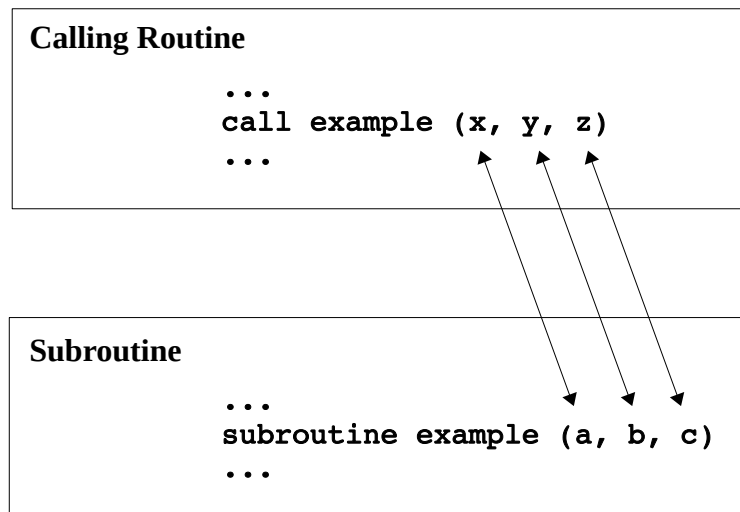 Calling Routine
...
call example (x, y, z)
...
Subroutine
...
subroutine example (a, b, c)
...